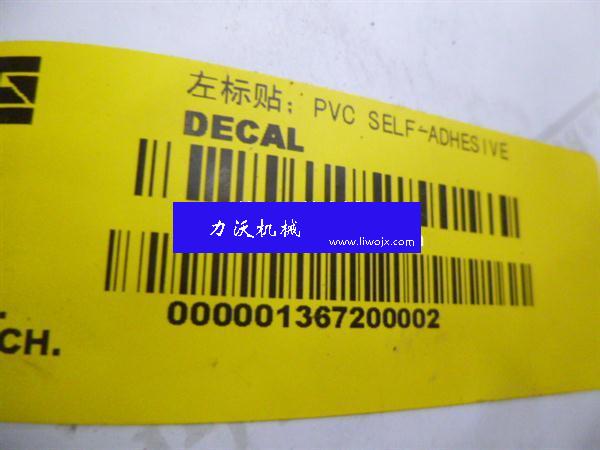 左标贴; PVC SELF-ADHESIVE
DECAL
力沃机械
www.liwojx.com
000001367200002
CH.